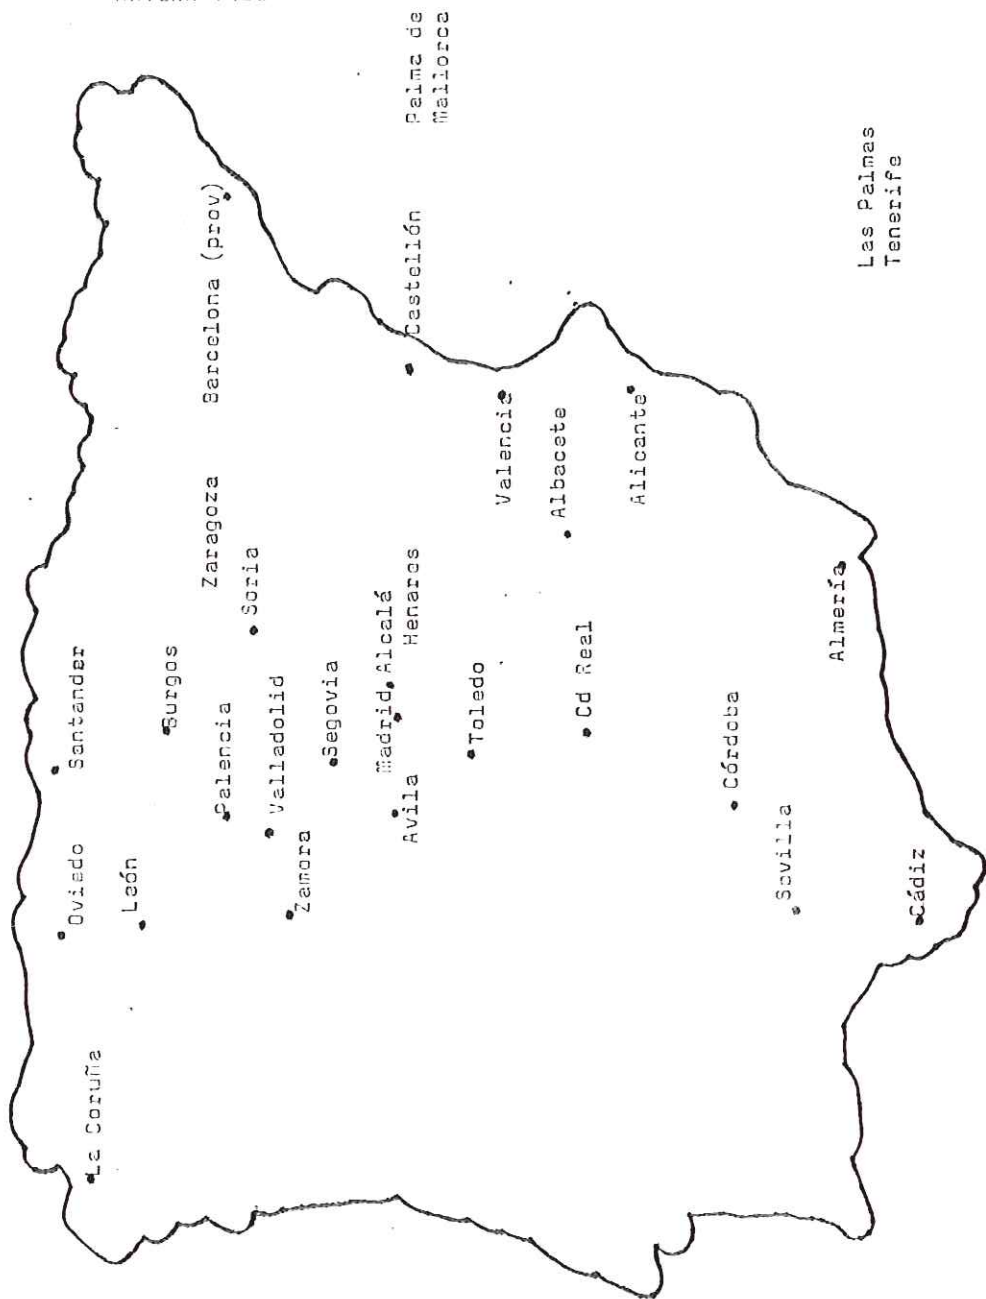 Oviedo
Santander
La Coruña
León
Burgos
Palencia
Zaragoza
Barcelona (prov)
Soria
Valladolid
Zamora
Segovia
Madrid
Alcalá
Henares
Avila
Palma de
Mallorca
Castellón
Toledo
Valencia
Albacete
Cd Real
Alicante
Córdoba
Sevilla
Almería
Las Palmas
Tenerife
Cádiz